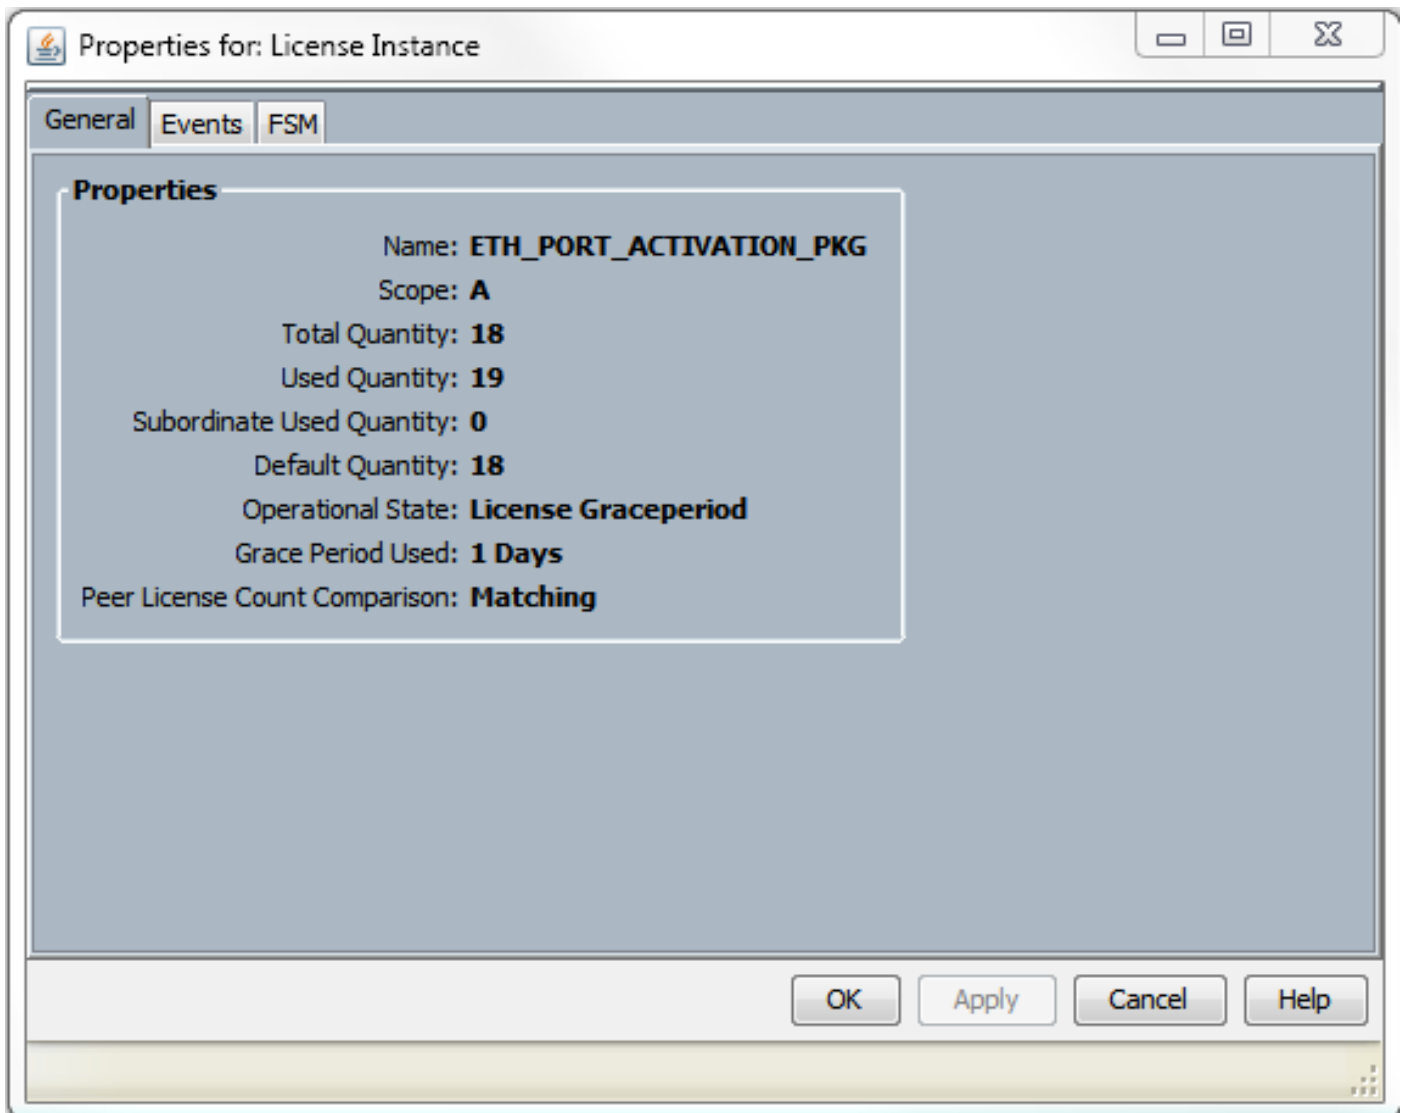 Properties for: License Instance
General Events FSM
Properties
Name: ETH_PORT_ACTIVATION_PKG
Scope: A
Total Quantity: 18
Used Quantity: 19
Subordinate Used Quantity: 0
Default Quantity: 18
Operational State: License Graceperiod
Grace Period Used: 1 Days
Peer License Count Comparison: Matching
OK Apply Cancel Help